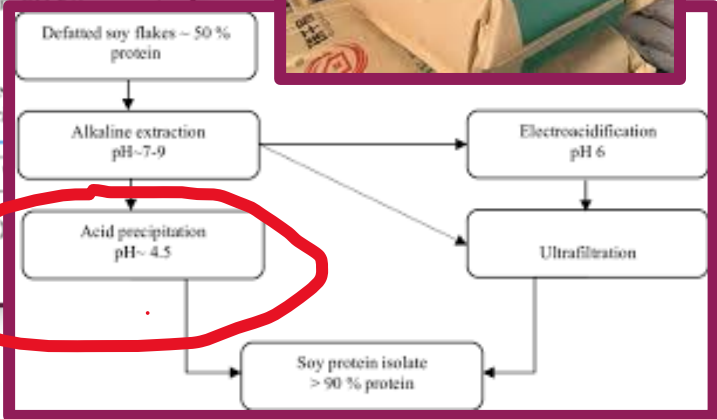 Defatted soy flakes ~ 50 %
protein
Alkaline extraction
pH~7-9
Electroacidification
pH 6
Acid precipitation
pH~ 4.5
Ultrafiltration
Soy protein isolate
> 90 % protein